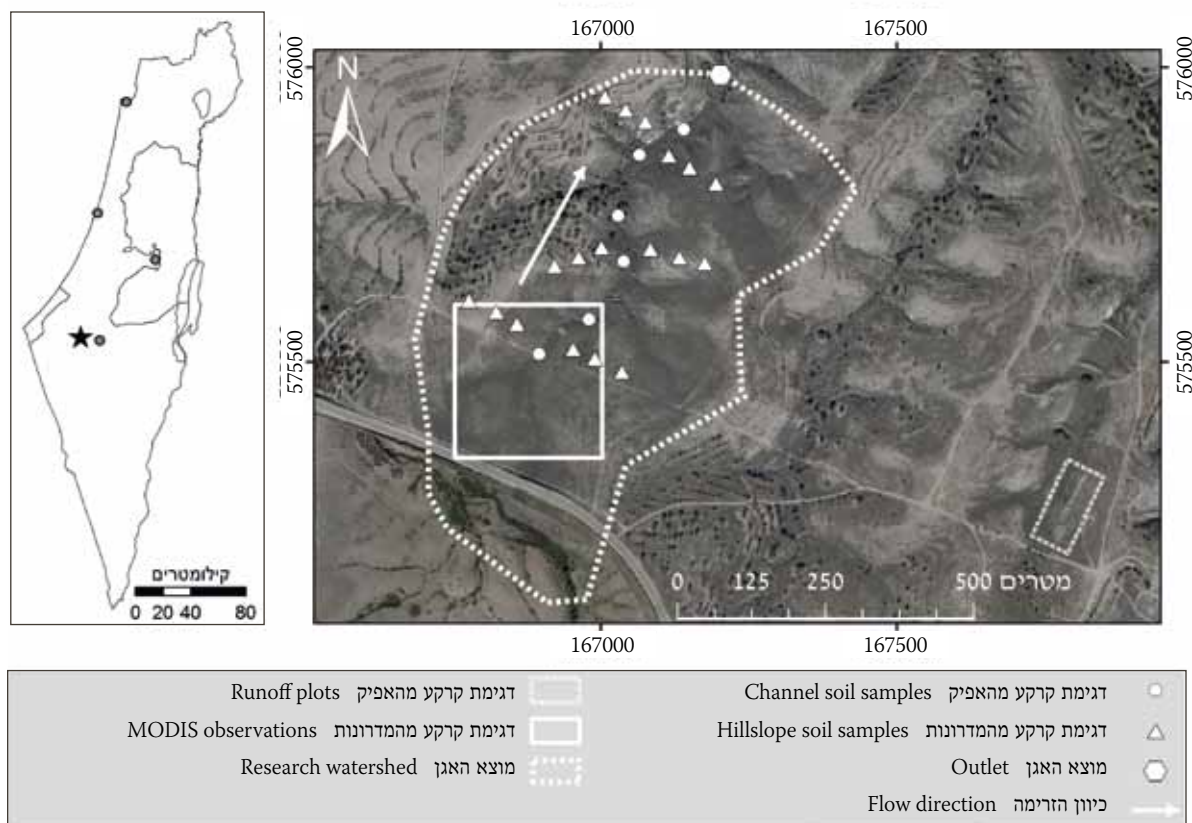 167000 167500
576000 576000
N
575500 575500
קילומטרים
0 20 40 80
0 125 250 500 מטרים
167000 167500
דגימת קרקע מהאפיק Channel soil samples
דגימת קרקע מהמדרונות Hillslope soil samples
מוצא האגן Outlet
כיוון הזרימה Flow direction
דגימת קרקע מהאפיק Runoff plots
דגימת קרקע מהמדרונות MODIS observations
מוצא האגן Research watershed